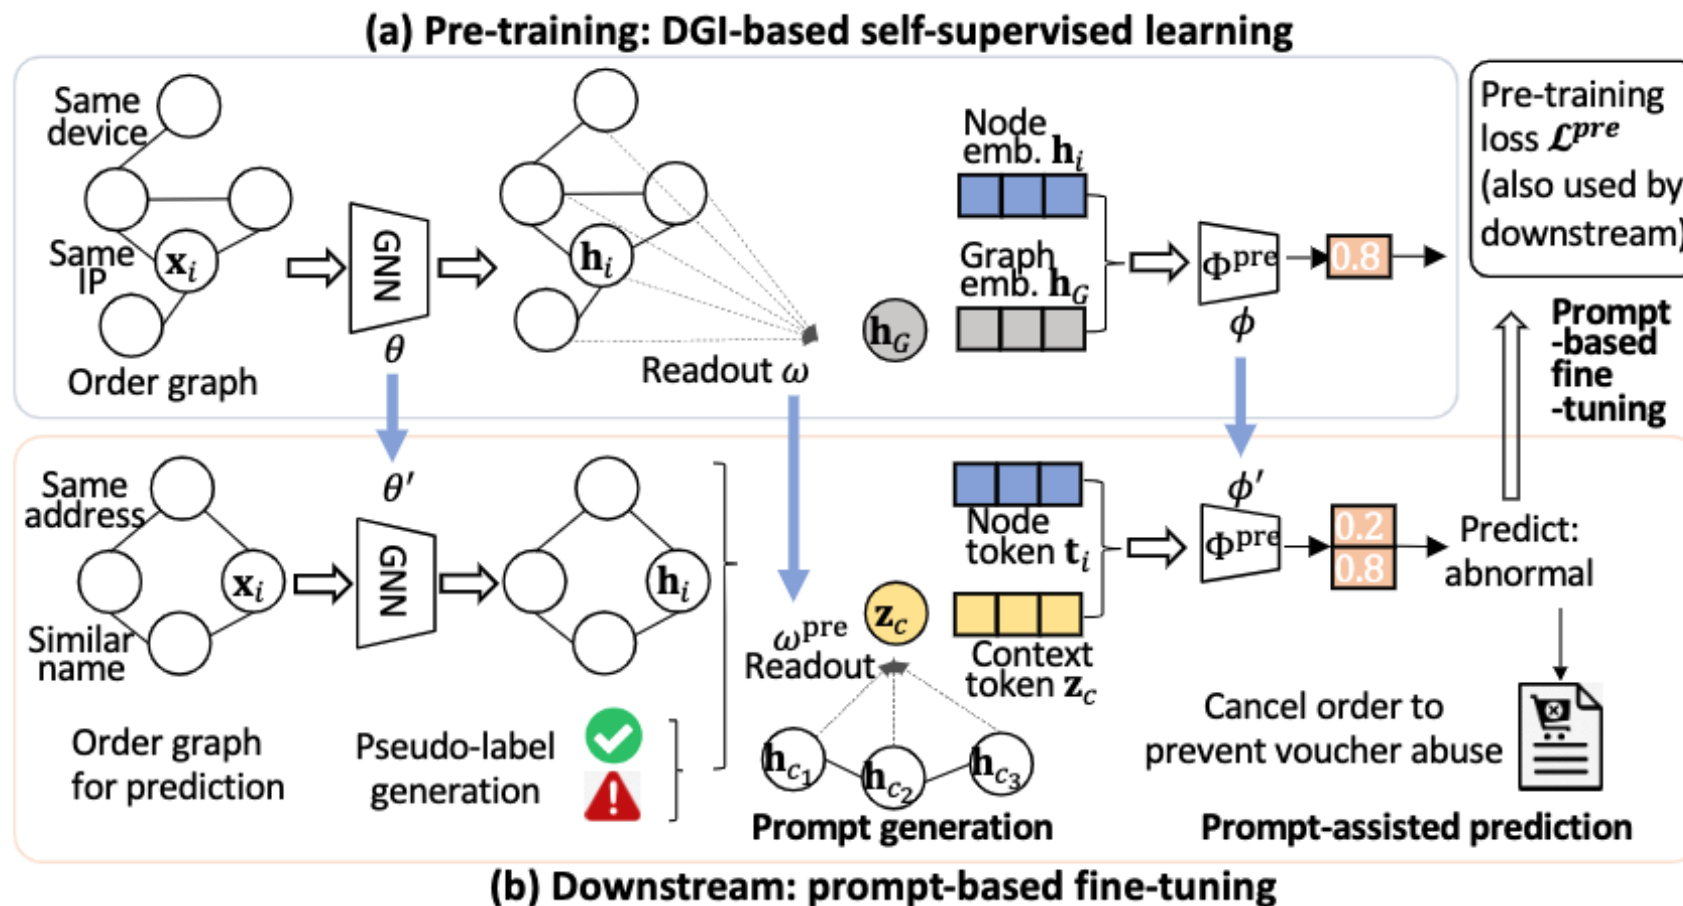 (a) Pre-training: DGI-based self-supervised learning
Same
device
Same
IP
x_i
Order graph
GNN
θ
h_i
Readout ω
h_G
Node
emb. h_i
Graph
emb. h_G
Φ^pre
ϕ
0.8
Pre-training
loss 𝓛^pre
(also used by
downstream)
Prompt
-based
fine
-tuning
Same
address
x_i
Similar
name
Order graph
for prediction
θ′
GNN
h_i
Pseudo-label
generation
ω^pre
Readout
z_c
h_c1
h_c2
h_c3
Prompt generation
Node
token t_i
Context
token z_c
ϕ′
Φ^pre
0.2
0.8
Predict:
abnormal
Cancel order to
prevent voucher abuse
Prompt-assisted prediction
(b) Downstream: prompt-based fine-tuning